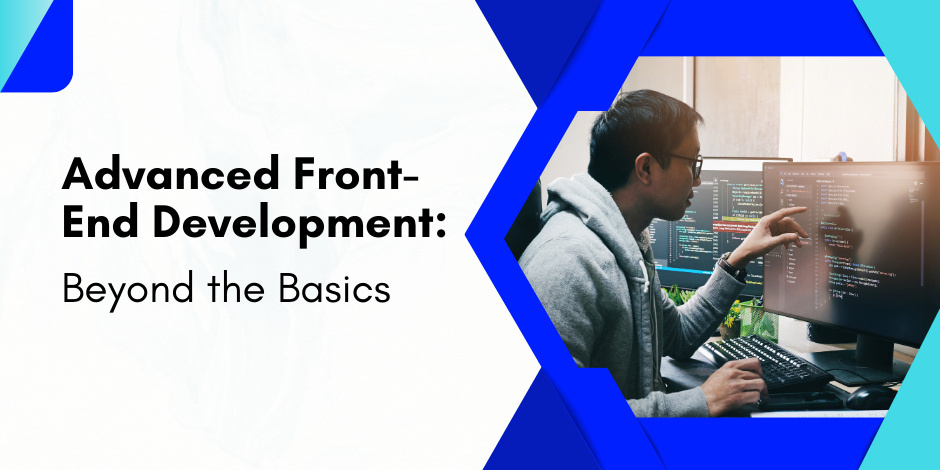 Advanced Front-
End Development:
Beyond the Basics